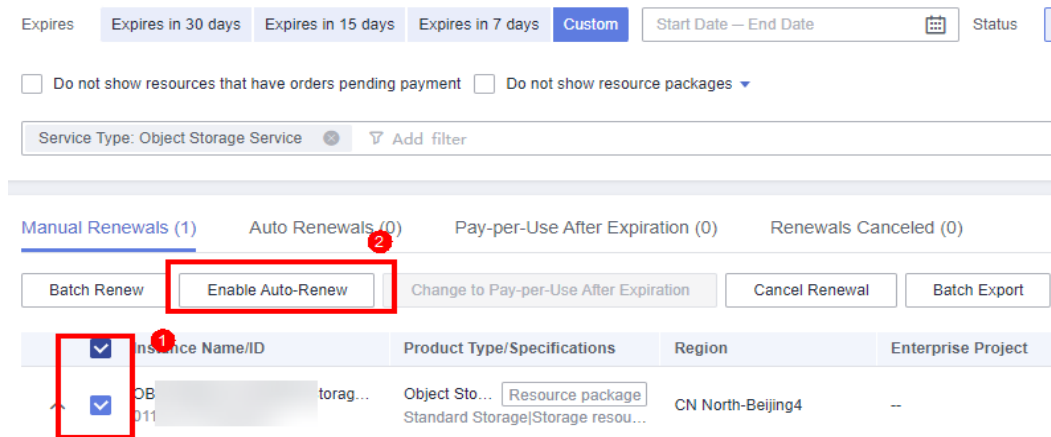 Expires Expires in 30 days Expires in 15 days Expires in 7 days Custom Start Date — End Date Status
Do not show resources that have orders pending payment Do not show resource packages
Service Type: Object Storage Service Add filter
Manual Renewals (1) Auto Renewals (0) Pay-per-Use After Expiration (0) Renewals Canceled (0)
2
Batch Renew Enable Auto-Renew Change to Pay-per-Use After Expiration Cancel Renewal Batch Export
1
Instance Name/ID Product Type/Specifications Region Enterprise Project
OB torag... Object Sto... Resource package CN North-Beijing4 --
011 Standard Storage|Storage resou...